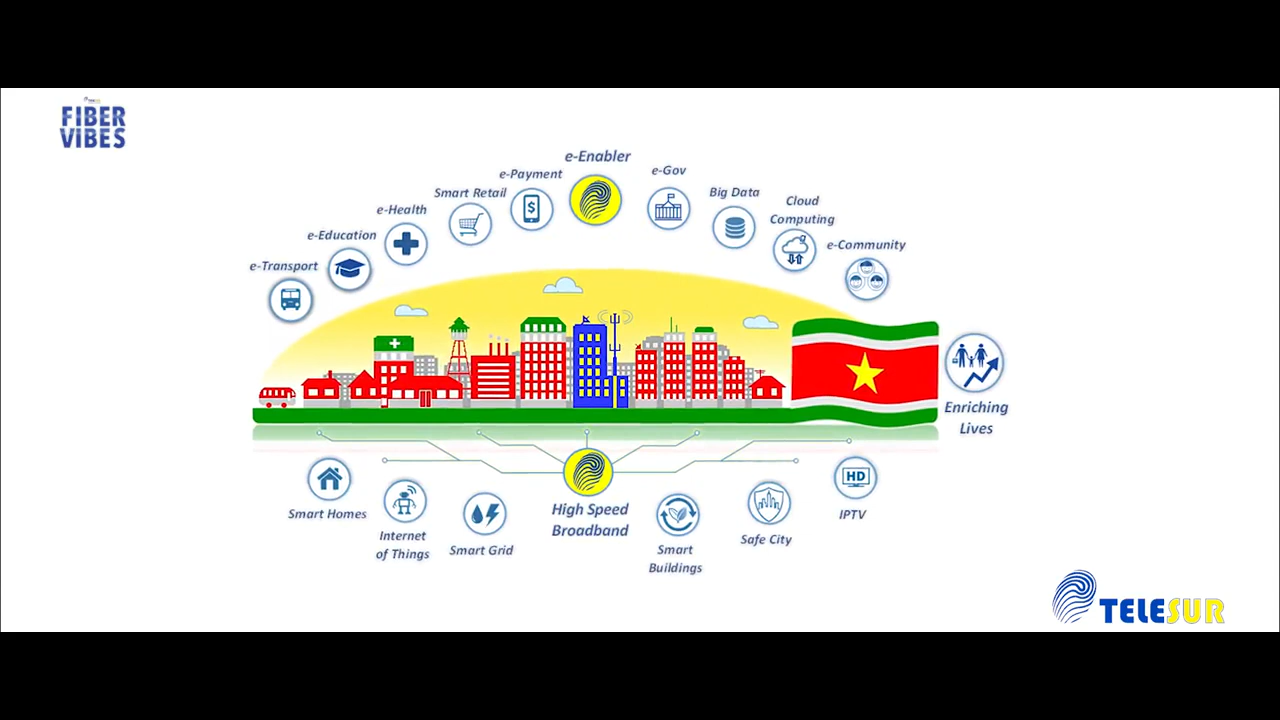 FIBER
VIBES
e-Enabler
e-Payment
e-Gov
Smart Retail
Big Data
e-Health
Cloud
Computing
e-Education
e-Community
e-Transport
$
Enriching
Lives
HD
Smart Homes
High Speed
Broadband
IPTV
Internet
of Things
Smart Grid
Smart
Buildings
Safe City
TELESUR